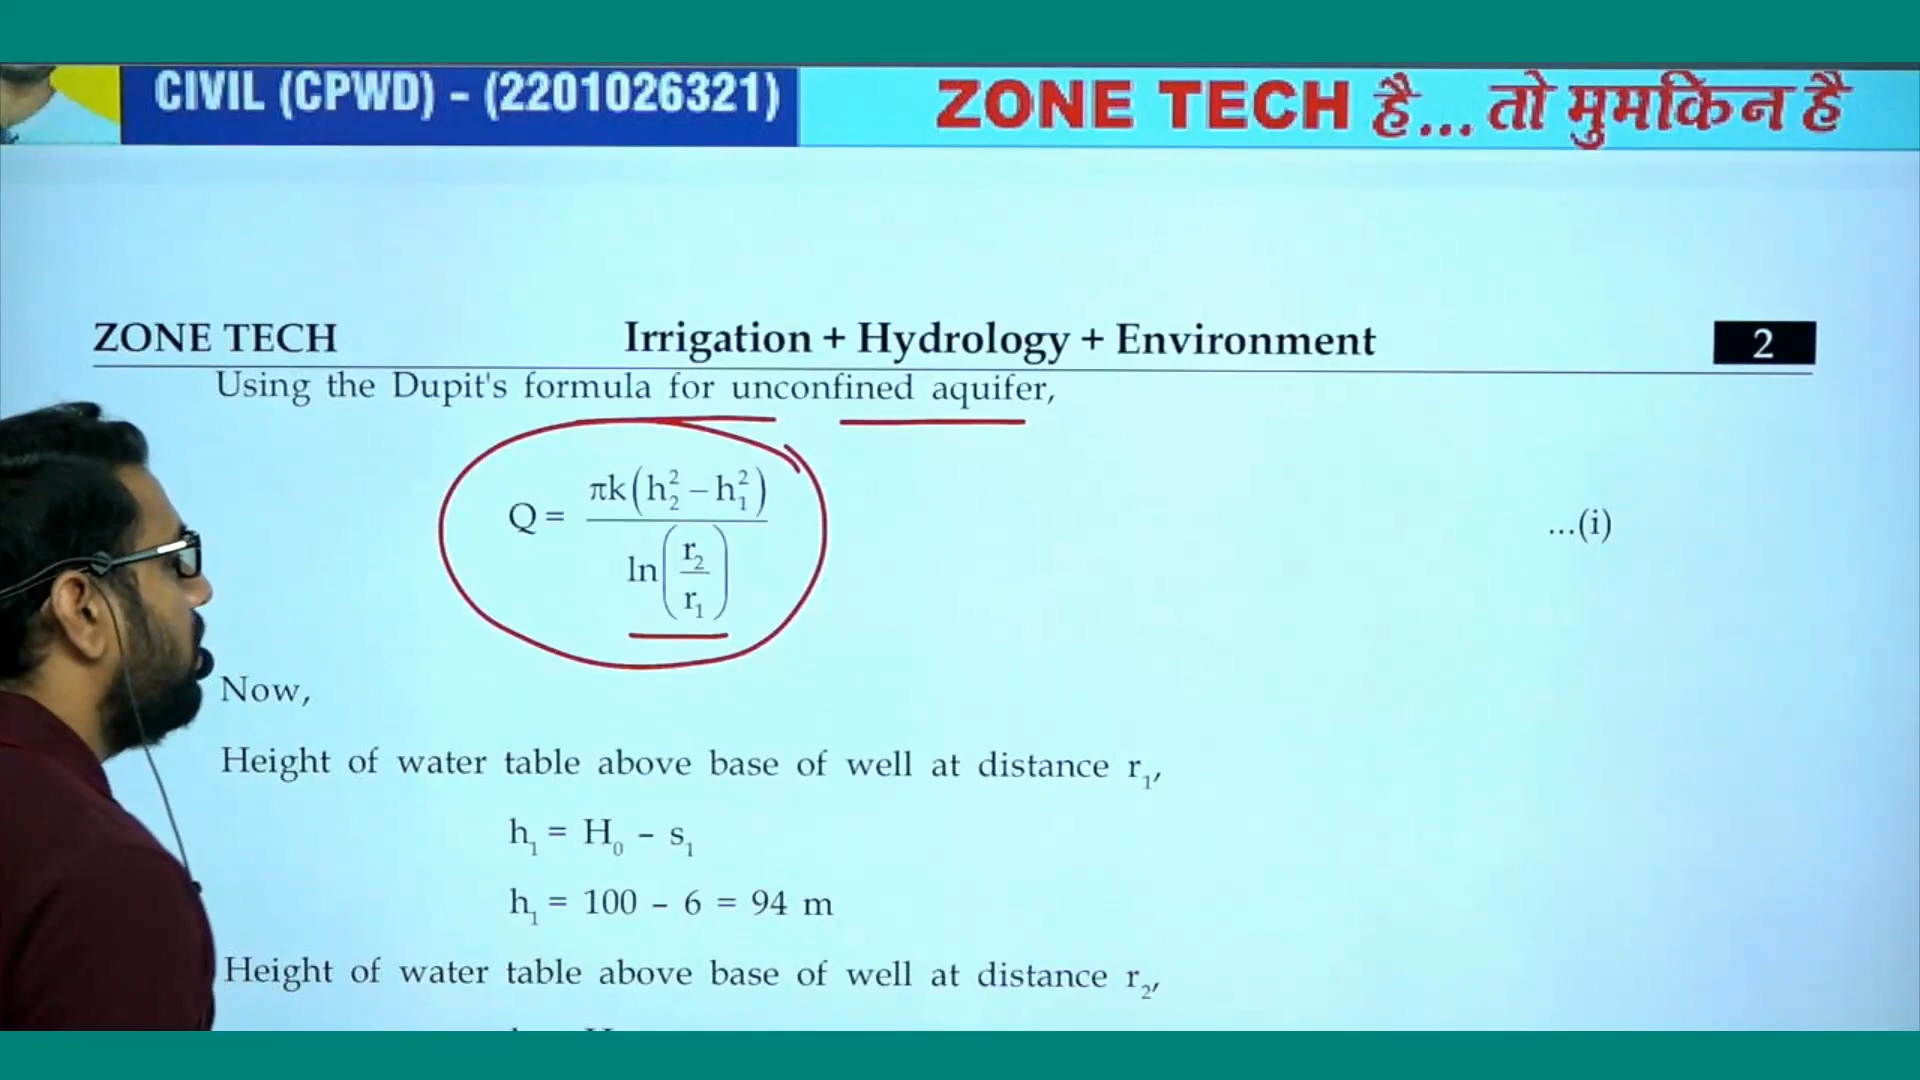 CIVIL (CPWD) - (2201026321)
ZONE TECH है... तो मुमकिन है
ZONE TECH Irrigation + Hydrology + Environment 2
Using the Dupit's formula for unconfined aquifer,
Q = πk(h₂² – h₁²) / ln(r₂/r₁) ...(i)
Now,
Height of water table above base of well at distance r₁,
h₁ = H₀ – s₁
h₁ = 100 – 6 = 94 m
Height of water table above base of well at distance r₂,